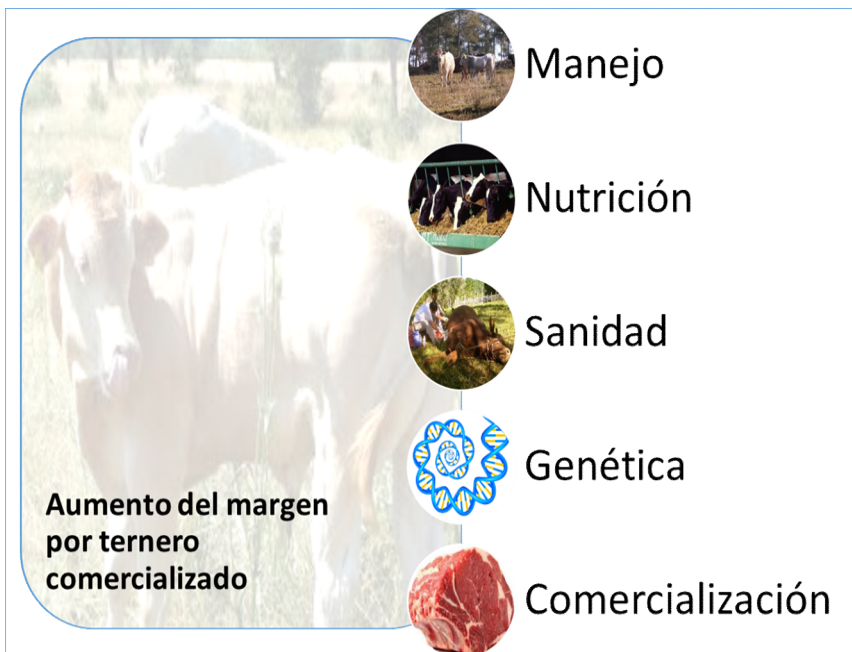 Manejo
Nutrición
Sanidad
Genética
Comercialización
Aumento del margen
por ternero
comercializado